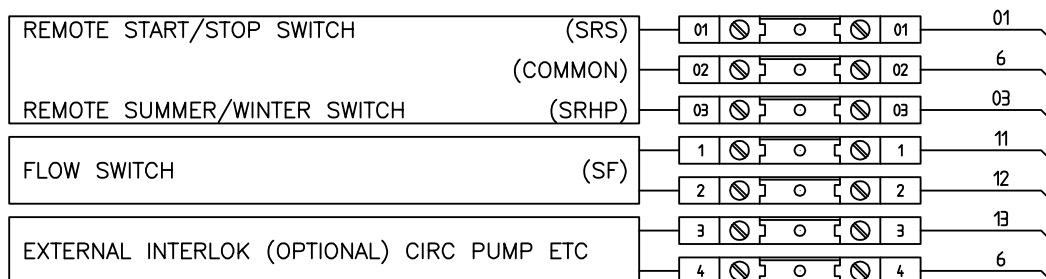 REMOTE START/STOP SWITCH (SRS) 01 01 01
(COMMON) 02 02 6
REMOTE SUMMER/WINTER SWITCH (SRHP) 03 03 03
1 1 11
FLOW SWITCH (SF)
2 2 12
3 3 13
EXTERNAL INTERLOK (OPTIONAL) CIRC PUMP ETC
4 4 6